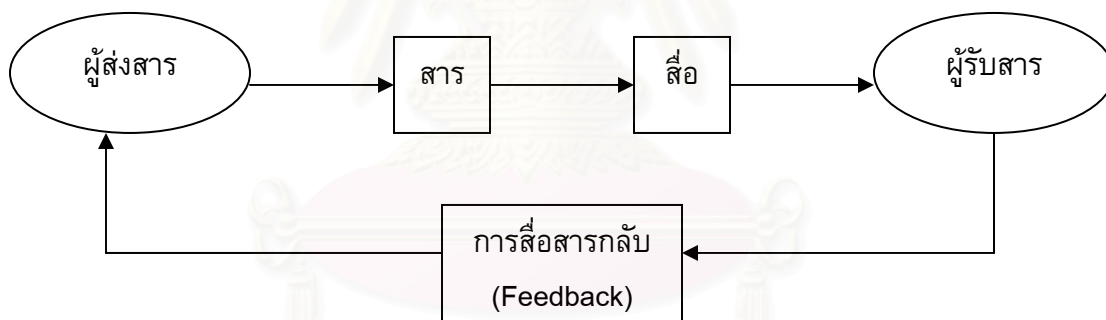 ผู้ส่งสาร
สาร
สื่อ
ผู้รับสาร
การสื่อสารกลับ
(Feedback)